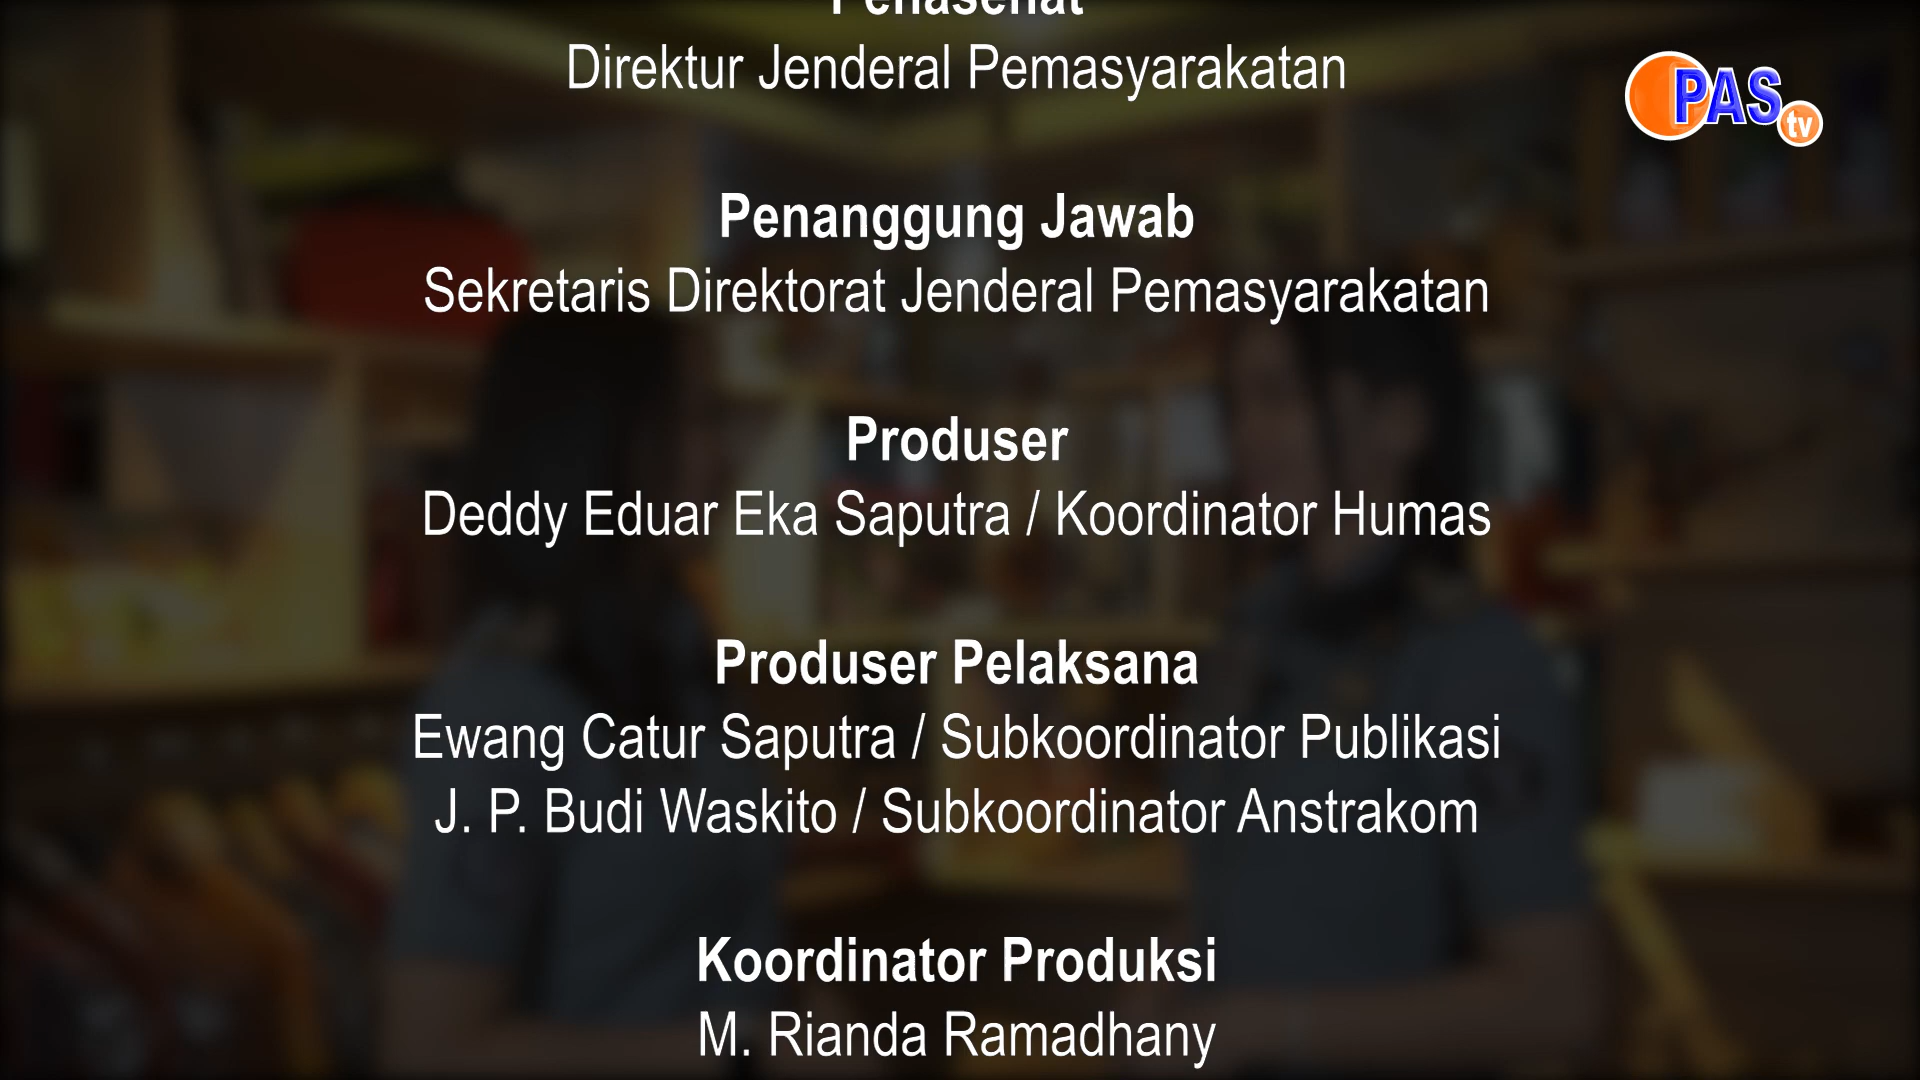 Penasehat
Direktur Jenderal Pemasyarakatan
PAS
tv
Penanggung Jawab
Sekretaris Direktorat Jenderal Pemasyarakatan
Produser
Deddy Eduar Eka Saputra / Koordinator Humas
Produser Pelaksana
Ewang Catur Saputra / Subkoordinator Publikasi
J. P. Budi Waskito / Subkoordinator Anstrakom
Koordinator Produksi
M. Rianda Ramadhany